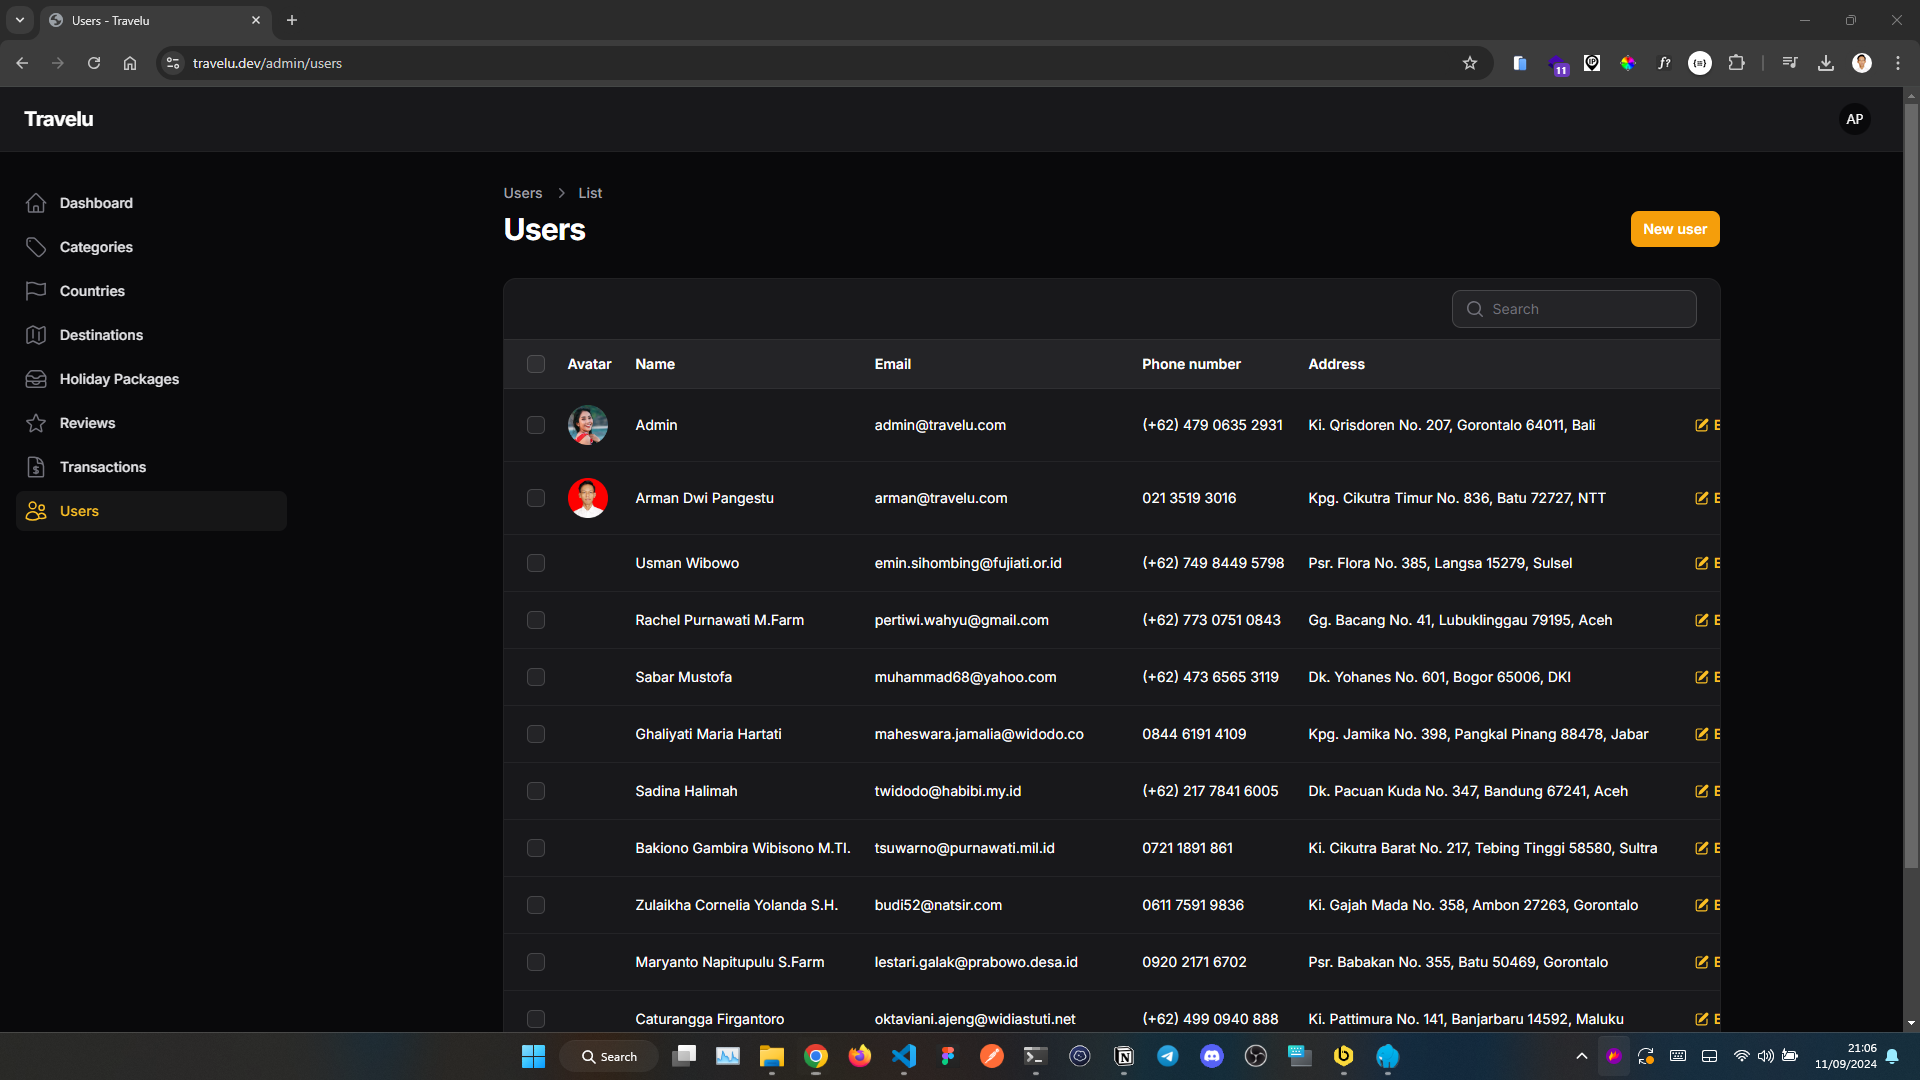 Users - Travelu
travelu.dev/admin/users
11
f?
Travelu
AP
Dashboard
Categories
Countries
Destinations
Holiday Packages
Reviews
Transactions
Users
Users > List
Users
New user
Search
Avatar Name Email Phone number Address
Admin admin@travelu.com (+62) 479 0635 2931 Ki. Qrisdoren No. 207, Gorontalo 64011, Bali
Arman Dwi Pangestu arman@travelu.com 021 3519 3016 Kpg. Cikutra Timur No. 836, Batu 72727, NTT
Usman Wibowo emin.sihombing@fujiati.or.id (+62) 749 8449 5798 Psr. Flora No. 385, Langsa 15279, Sulsel
Rachel Purnawati M.Farm pertiwi.wahyu@gmail.com (+62) 773 0751 0843 Gg. Bacang No. 41, Lubuklinggau 79195, Aceh
Sabar Mustofa muhammad68@yahoo.com (+62) 473 6565 3119 Dk. Yohanes No. 601, Bogor 65006, DKI
Ghaliyati Maria Hartati maheswara.jamalia@widodo.co 0844 6191 4109 Kpg. Jamika No. 398, Pangkal Pinang 88478, Jabar
Sadina Halimah twidodo@habibi.my.id (+62) 217 7841 6005 Dk. Pacuan Kuda No. 347, Bandung 67241, Aceh
Bakiono Gambira Wibisono M.TI. tsuwarno@purnawati.mil.id 0721 1891 861 Ki. Cikutra Barat No. 217, Tebing Tinggi 58580, Sultra
Zulaikha Cornelia Yolanda S.H. budi52@natsir.com 0611 7591 9836 Ki. Gajah Mada No. 358, Ambon 27263, Gorontalo
Maryanto Napitupulu S.Farm lestari.galak@prabowo.desa.id 0920 2171 6702 Psr. Babakan No. 355, Batu 50469, Gorontalo
Caturangga Firgantoro oktaviani.ajeng@widiastuti.net (+62) 499 0940 888 Ki. Pattimura No. 141, Banjarbaru 14592, Maluku
Search
21:06
11/09/2024